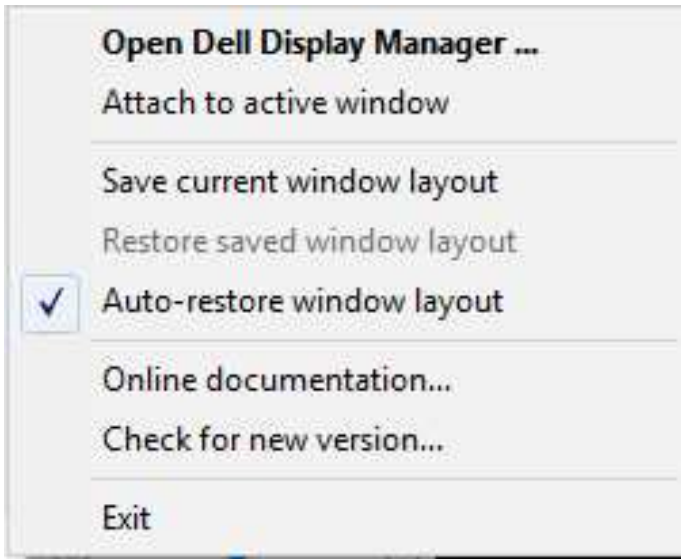 Open Dell Display Manager ...
Attach to active window
Save current window layout
Restore saved window layout
Auto-restore window layout
Online documentation...
Check for new version...
Exit